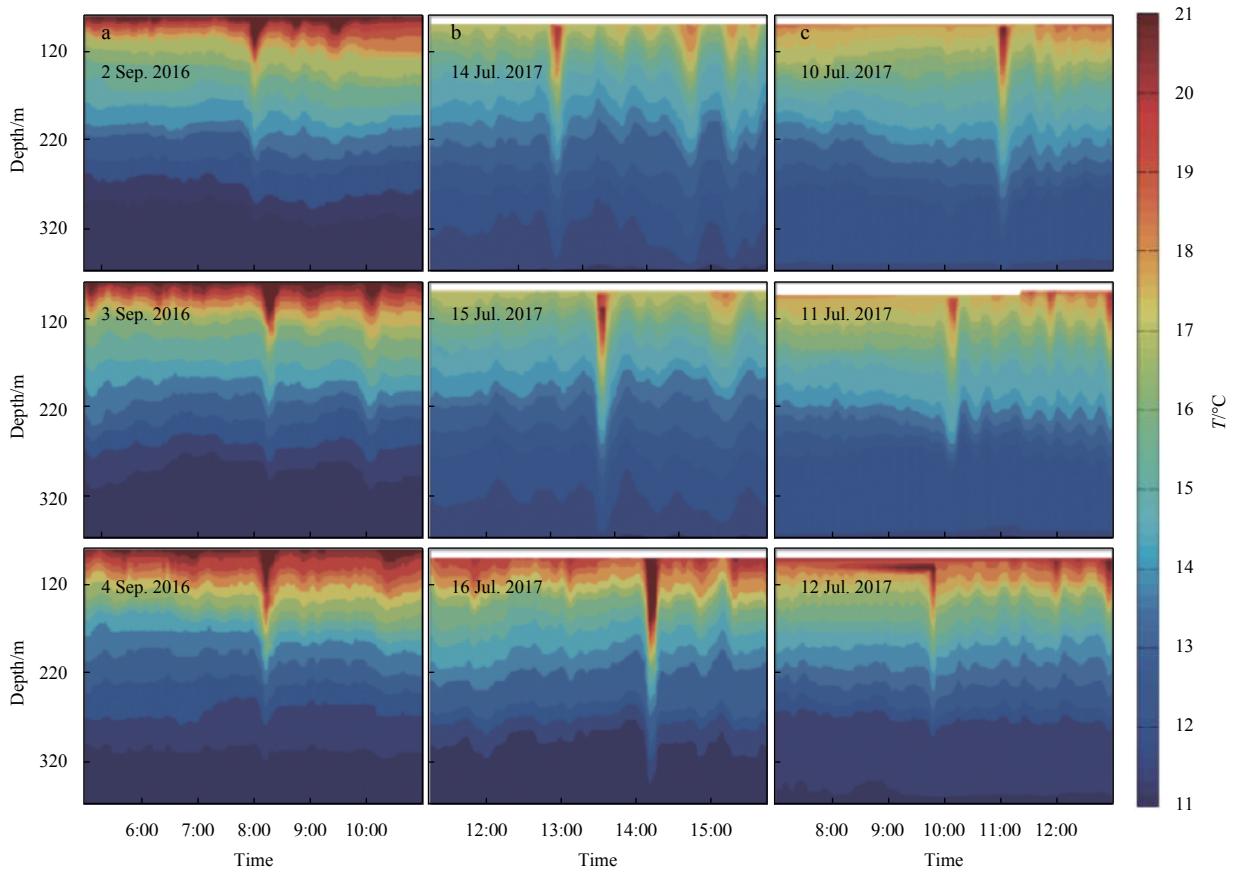 a
2 Sep. 2016
b
14 Jul. 2017
c
10 Jul. 2017
120
220
320
Depth/m
3 Sep. 2016
15 Jul. 2017
11 Jul. 2017
120
220
320
Depth/m
4 Sep. 2016
16 Jul. 2017
12 Jul. 2017
120
220
320
Depth/m
6:00 7:00 8:00 9:00 10:00
12:00 13:00 14:00 15:00
8:00 9:00 10:00 11:00 12:00
Time
Time
Time
21
20
19
18
17
16
15
14
13
12
11
T/°C